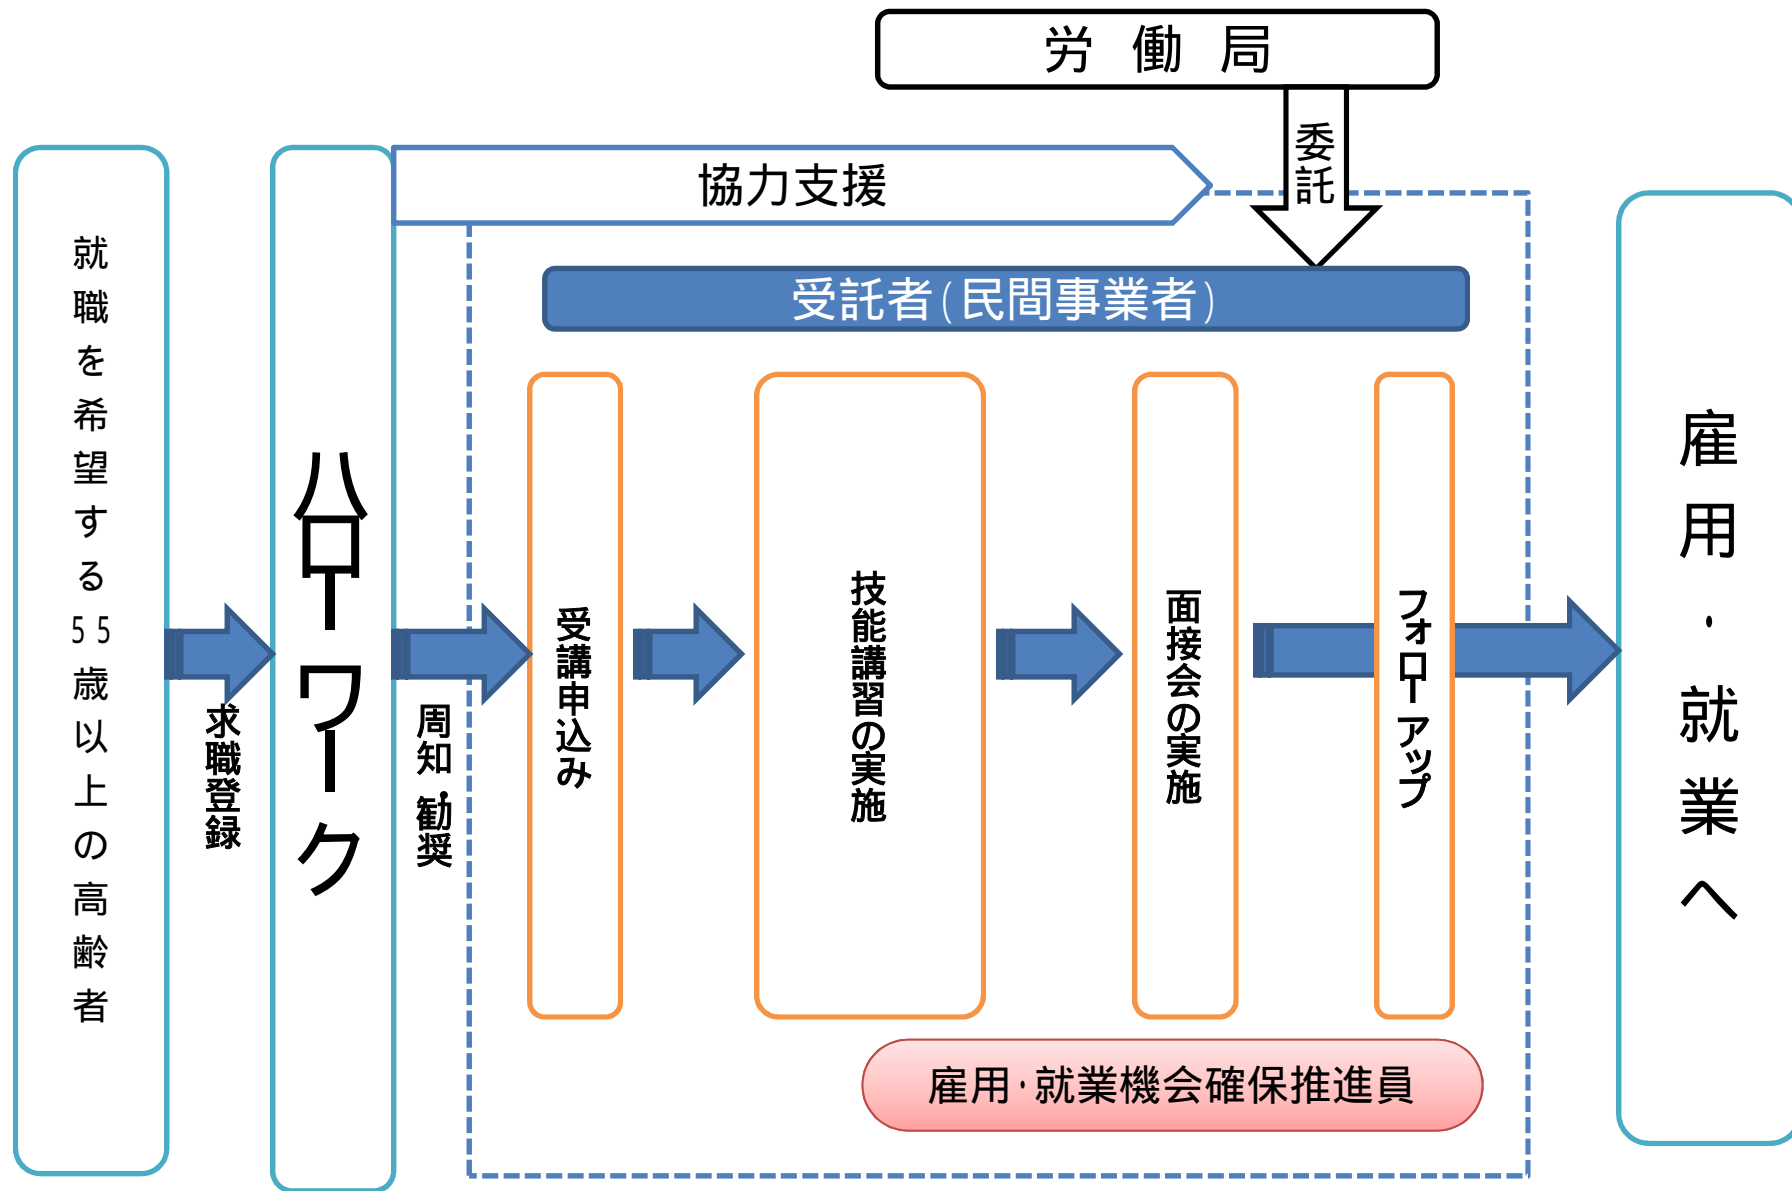 労働局
委託
協力支援
受託者(民間事業者)
就職を希望する55歳以上の高齢者
求職登録
ハローワーク
周知・勧奨
受講申込み
技能講習の実施
面接会の実施
フォローアップ
雇用・就業機会確保推進員
雇用・就業へ